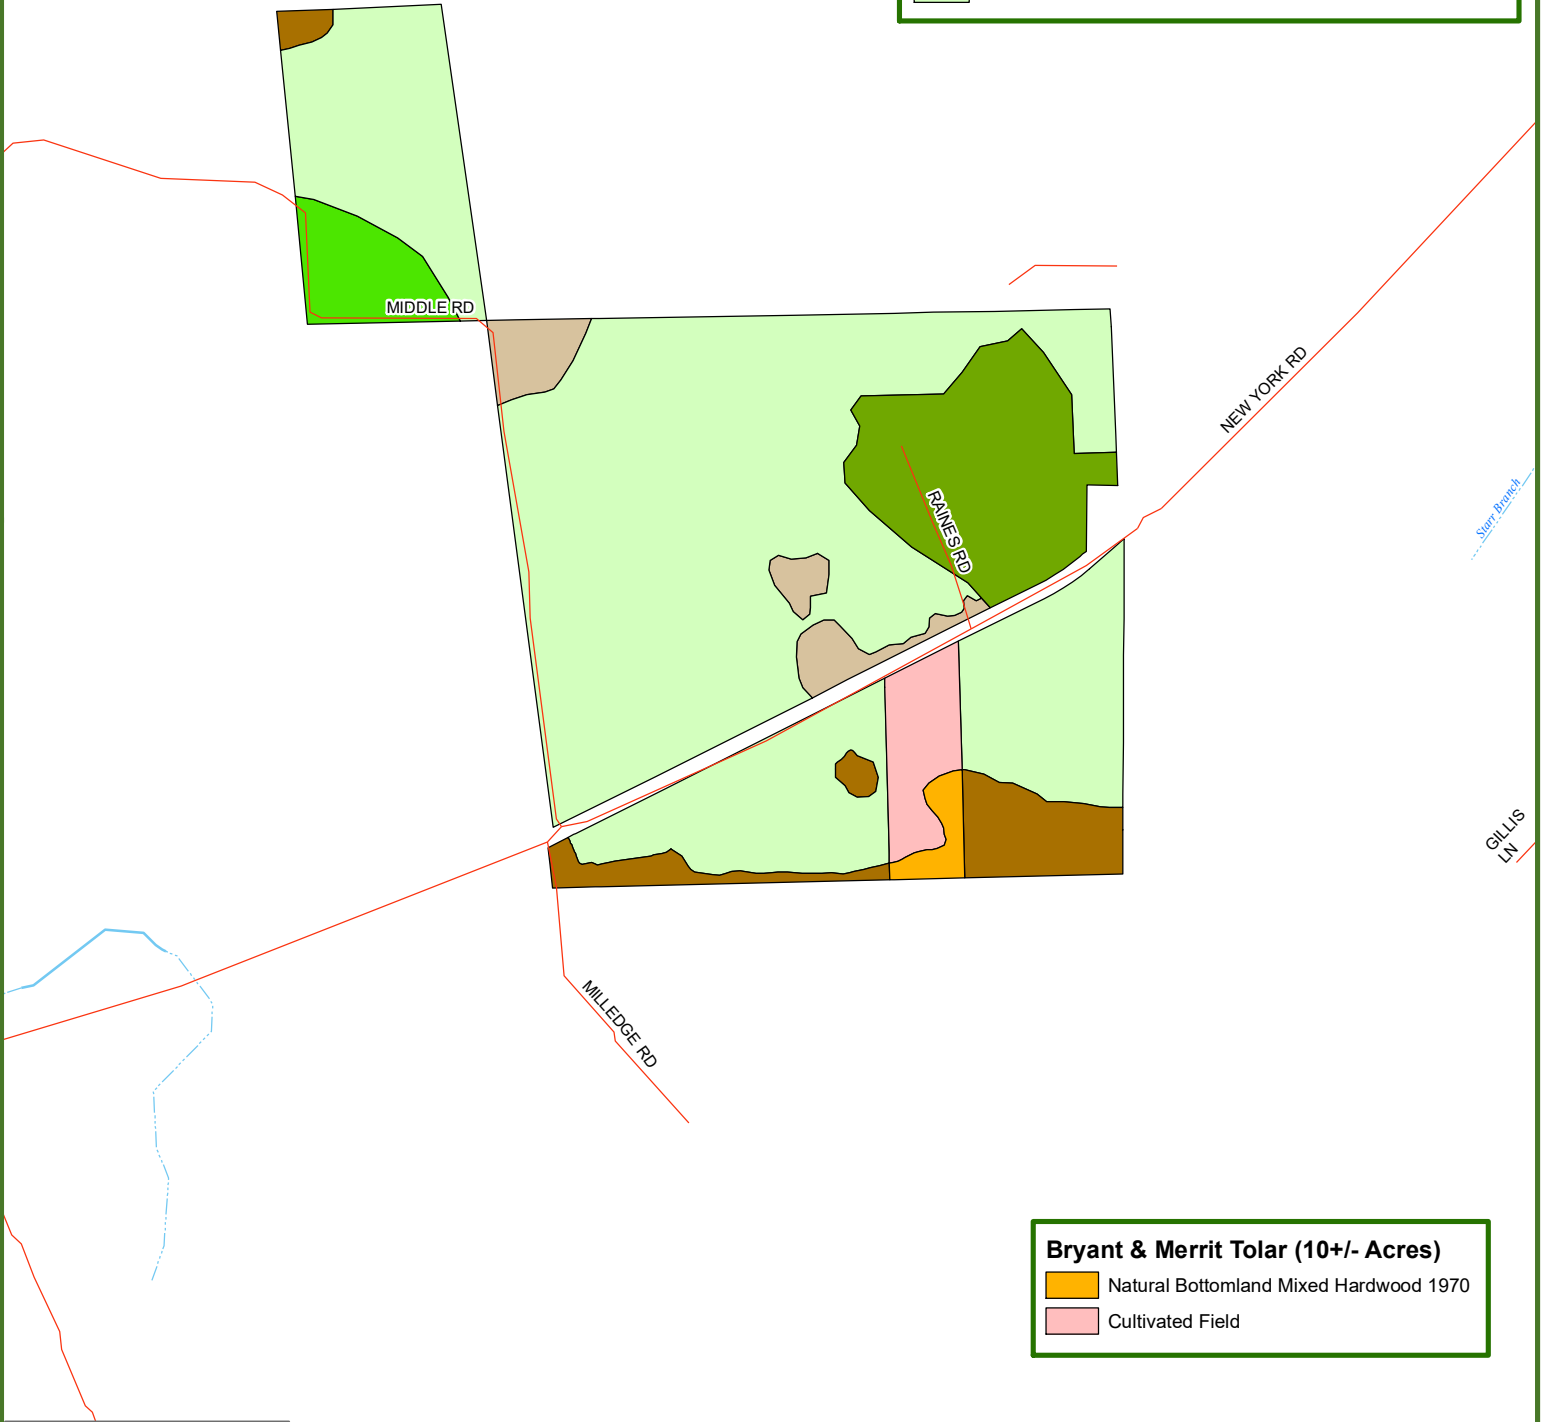 MIDDLE RD
NEW YORK RD
RAINES RD
Starr Branch
GILLIS
LN
MILLEDGE RD
Bryant & Merrit Tolar (10+/- Acres)
Natural Bottomland Mixed Hardwood 1970
Cultivated Field